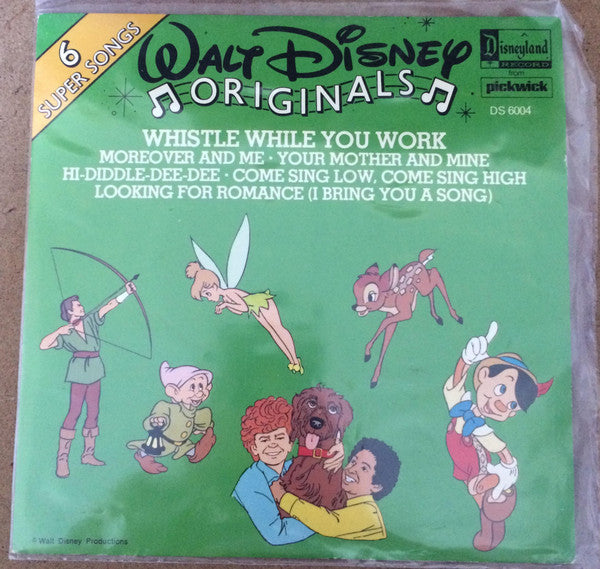 6
SUPER SONGS
WALT DISNEY
ORIGINALS
Disneyland
RECORD
from
pickwick
DS 6004
WHISTLE WHILE YOU WORK
MOREOVER AND ME · YOUR MOTHER AND MINE
HI-DIDDLE-DEE-DEE · COME SING LOW, COME SING HIGH
LOOKING FOR ROMANCE (I BRING YOU A SONG)
© Walt Disney Productions